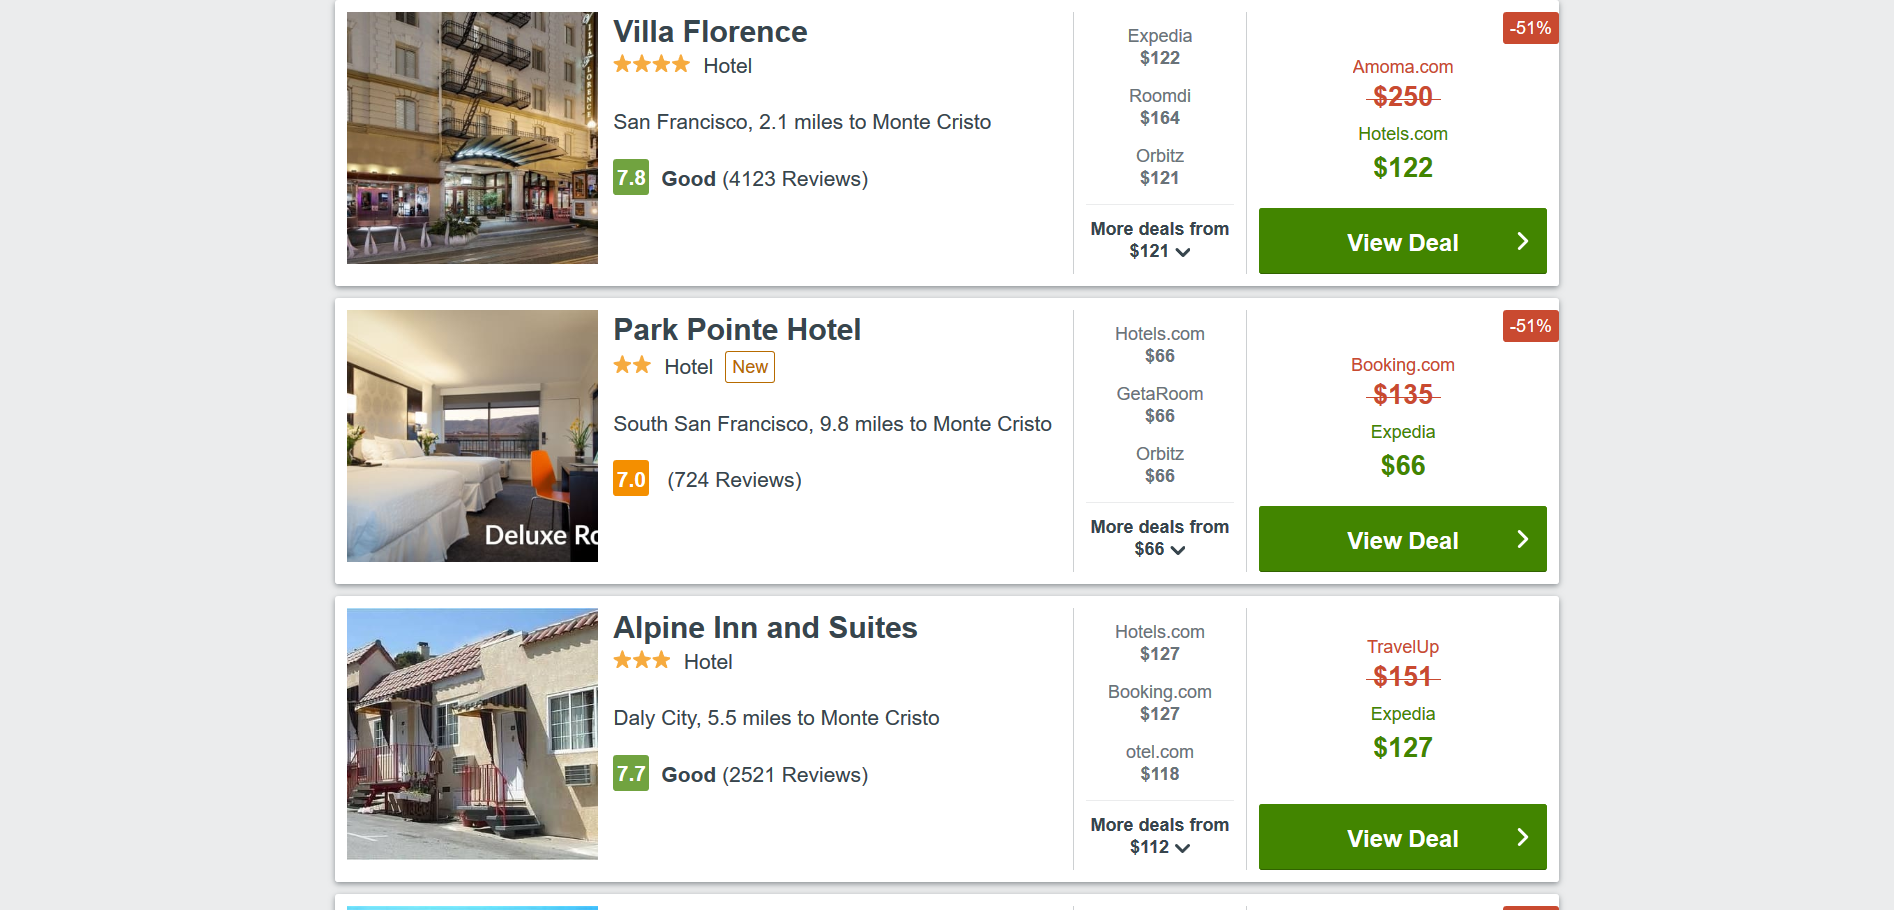 Villa Florence
Hotel
San Francisco, 2.1 miles to Monte Cristo
7.8 Good (4123 Reviews)
Expedia
$122
Roomdi
$164
Orbitz
$121
More deals from
$121
-51%
Amoma.com
$250
Hotels.com
$122
View Deal
VILLA FLORENCE
Park Pointe Hotel
Hotel New
South San Francisco, 9.8 miles to Monte Cristo
7.0 (724 Reviews)
Deluxe Ro
Hotels.com
$66
GetaRoom
$66
Orbitz
$66
More deals from
$66
-51%
Booking.com
$135
Expedia
$66
View Deal
Alpine Inn and Suites
Hotel
Daly City, 5.5 miles to Monte Cristo
7.7 Good (2521 Reviews)
Hotels.com
$127
Booking.com
$127
otel.com
$118
More deals from
$112
TravelUp
$151
Expedia
$127
View Deal